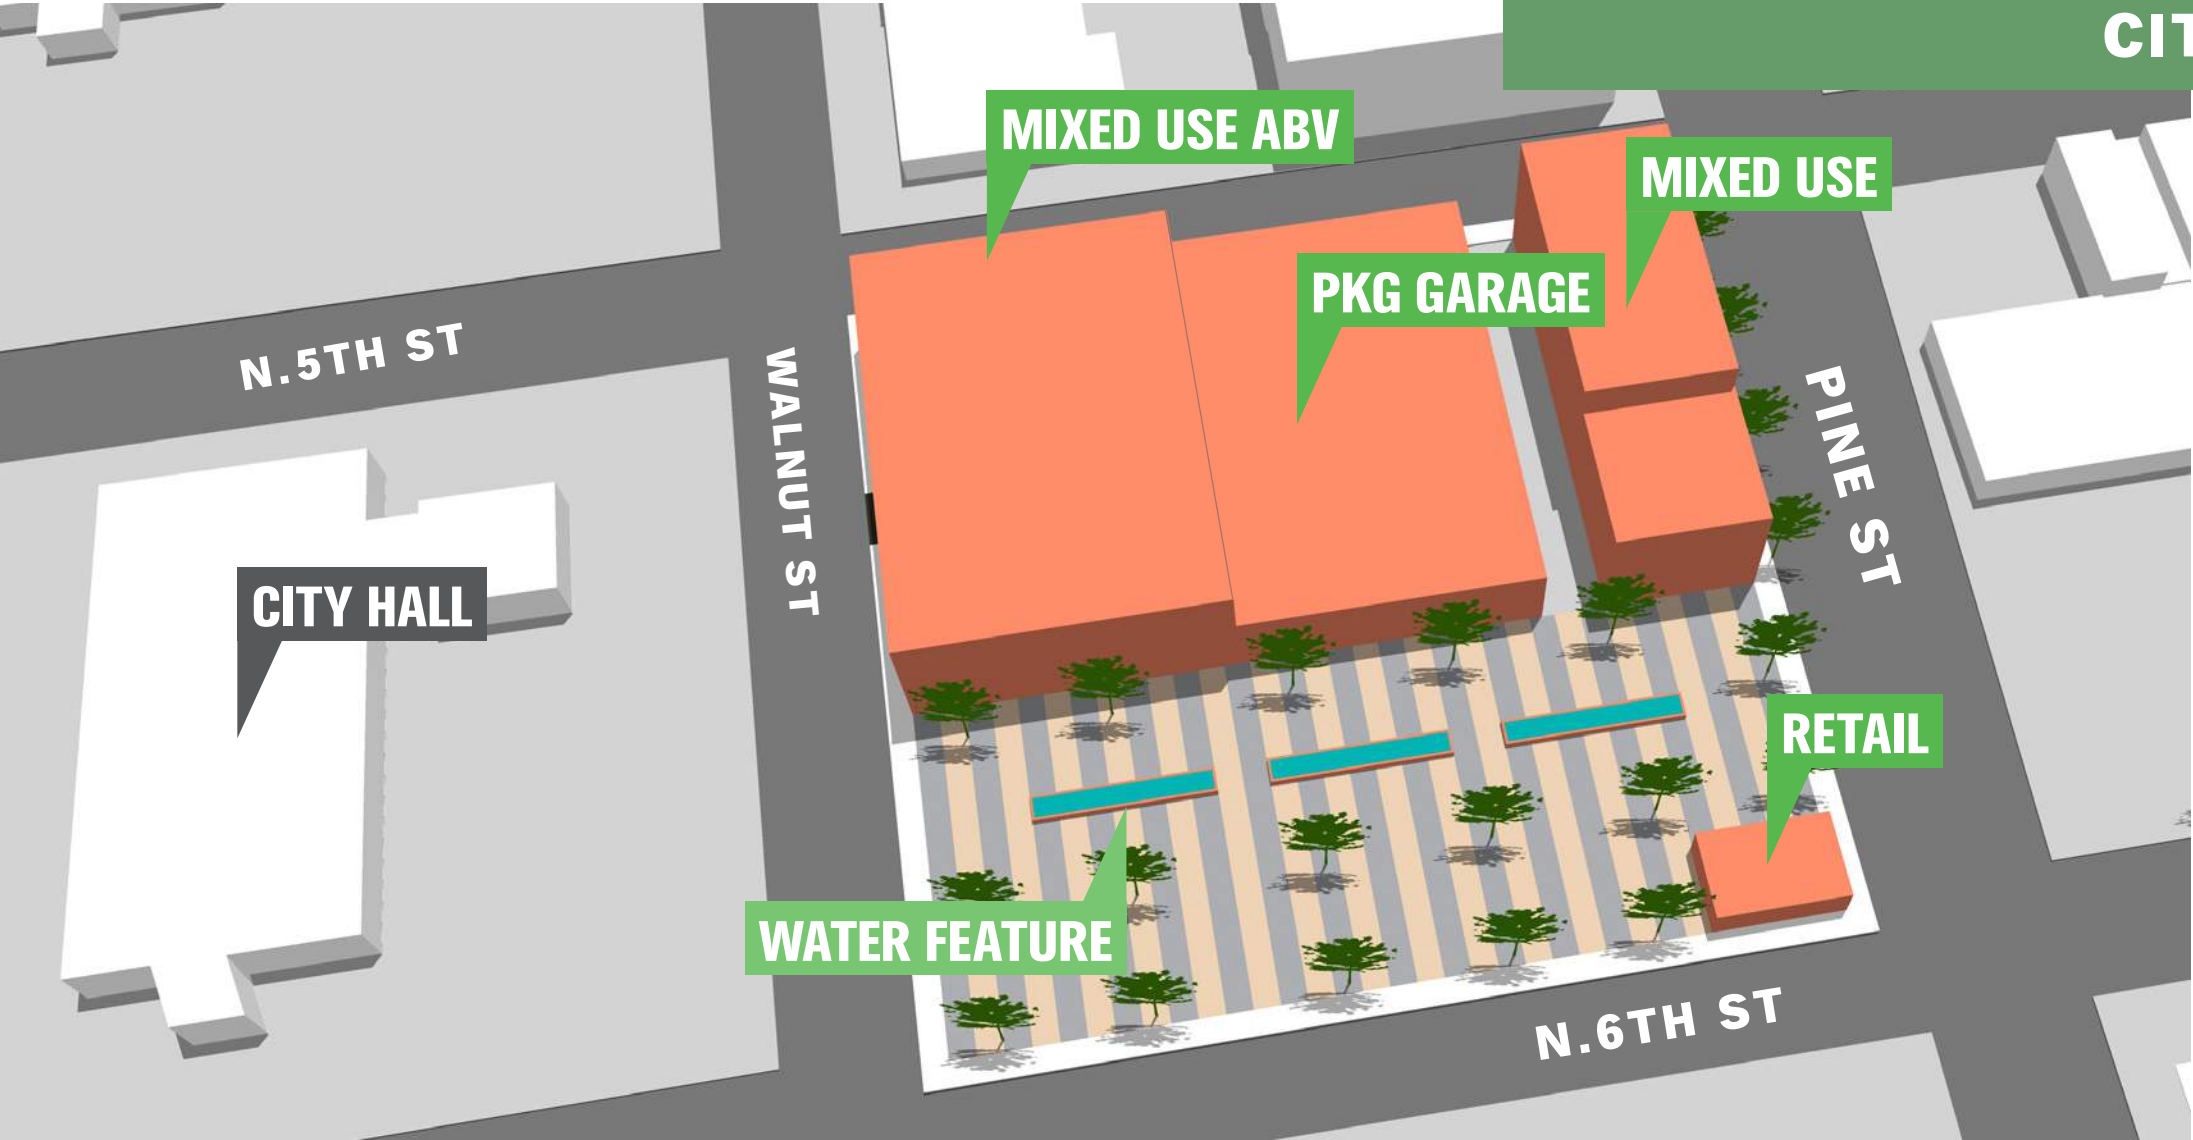 MIXED USE ABV
MIXED USE
PKG GARAGE
N.5TH ST
WALNUT ST
PINE ST
CITY HALL
RETAIL
WATER FEATURE
N.6TH ST